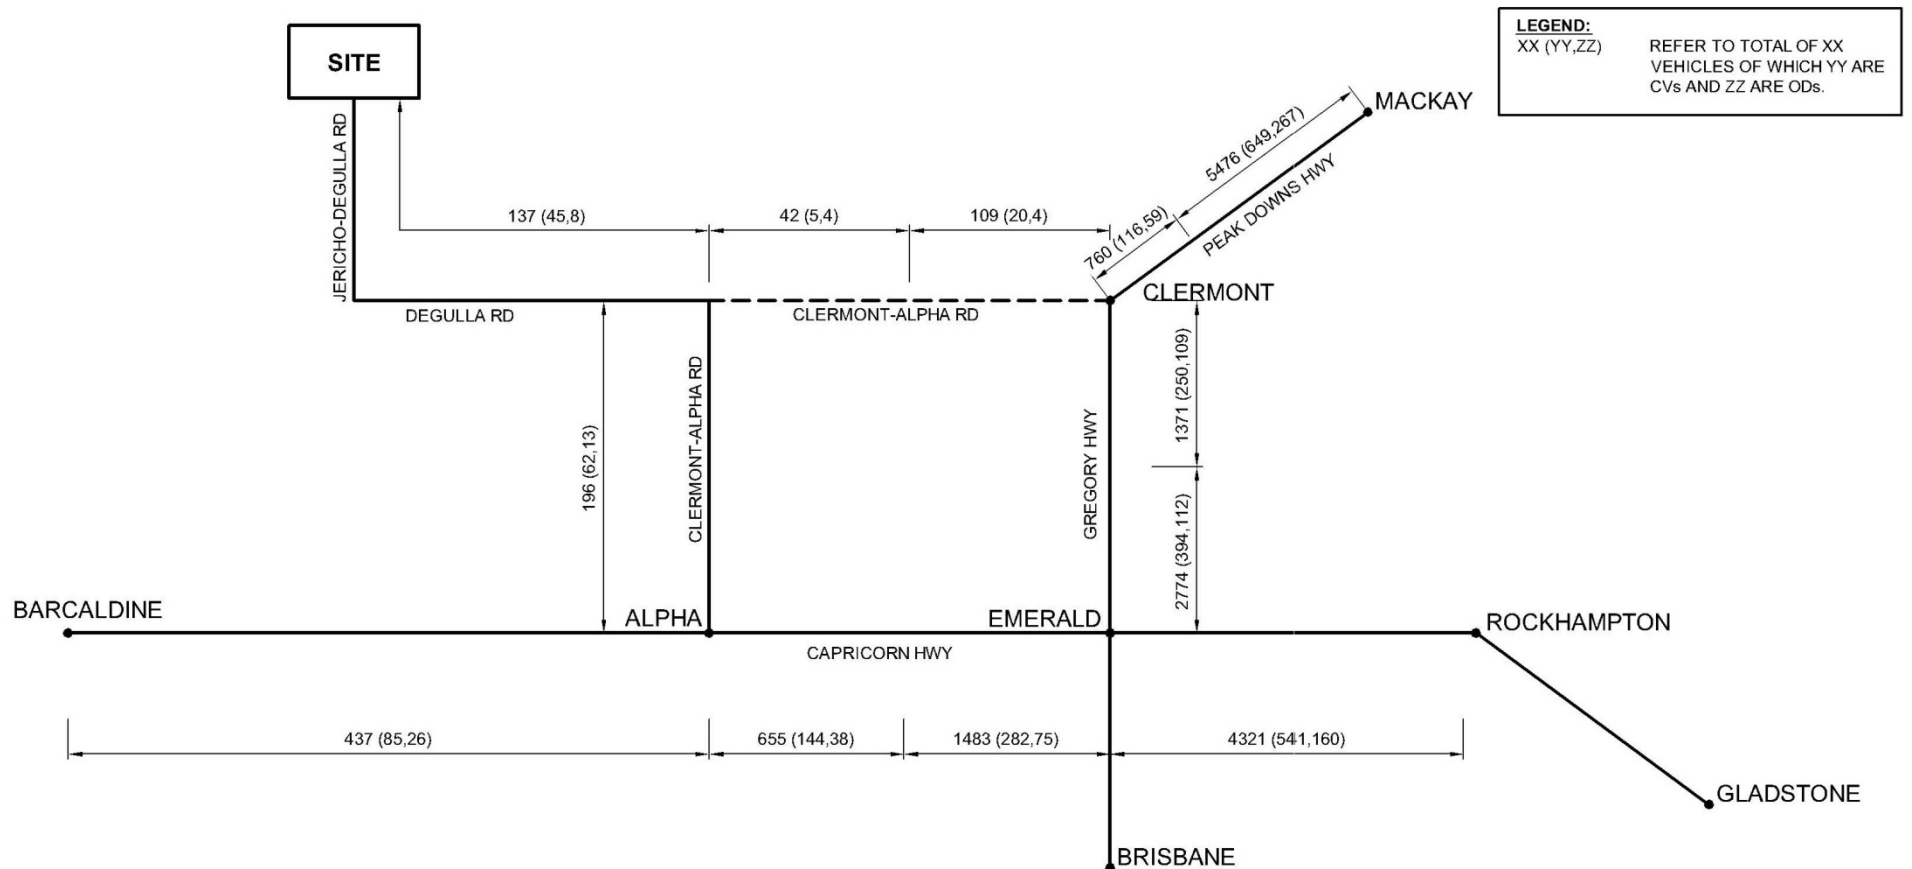 LEGEND:
XX (YY,ZZ) REFER TO TOTAL OF XX
VEHICLES OF WHICH YY ARE
CVs AND ZZ ARE ODs.
SITE
MACKAY
JERICHO-DEGULLA RD
5476 (649,267)
PEAK DOWNS HWY
137 (45,8)
42 (5,4)
109 (20,4)
760 (116,59)
CLERMONT
DEGULLA RD
CLERMONT-ALPHA RD
196 (62,13)
CLERMONT-ALPHA RD
GREGORY HWY
1371 (250,109)
2774 (394,112)
BARCALDINE
ALPHA
EMERALD
ROCKHAMPTON
CAPRICORN HWY
437 (85,26)
655 (144,38)
1483 (282,75)
4321 (541,160)
GLADSTONE
BRISBANE